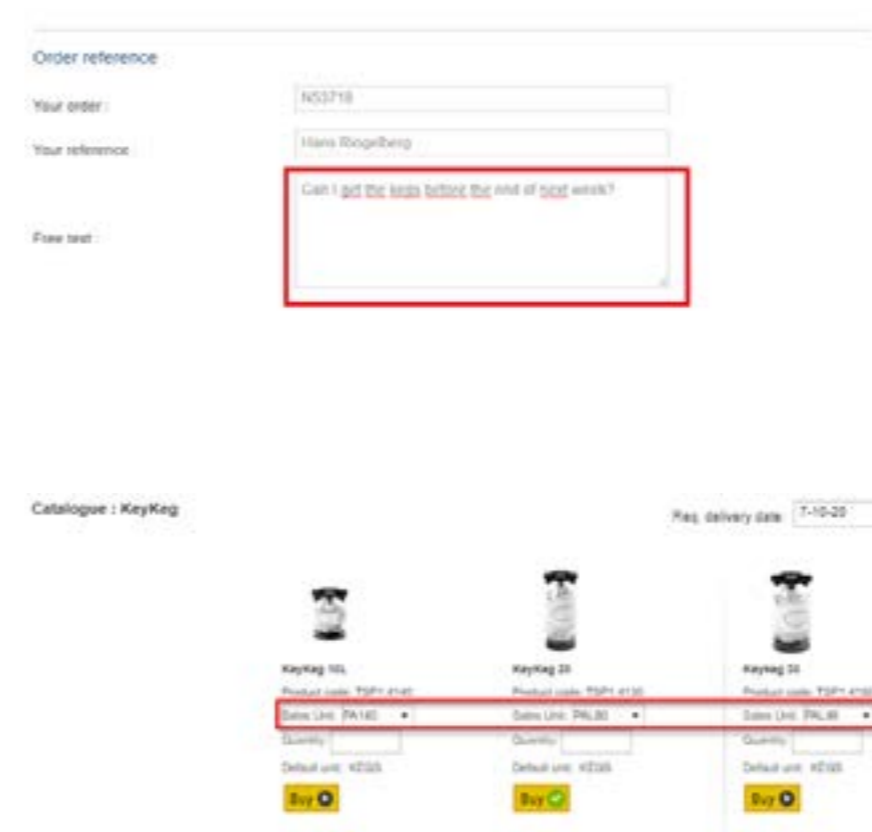 Order reference
Your order :
N53718
Your reference
Hans
Can I get the kegs before the end of next week?
Free text :
Catalogue : KeyKeg
Req. delivery date 7-10-20
KeyKeg 10L KeyKeg 20 KeyKeg 30
Product code: Product code: Product code:
Sales Unit: PA140 Sales Unit: PAL80 Sales Unit:
Quantity Quantity Quantity
Default unit: KEGS Default unit: KEGS Default unit: KEGS
Buy Buy Buy